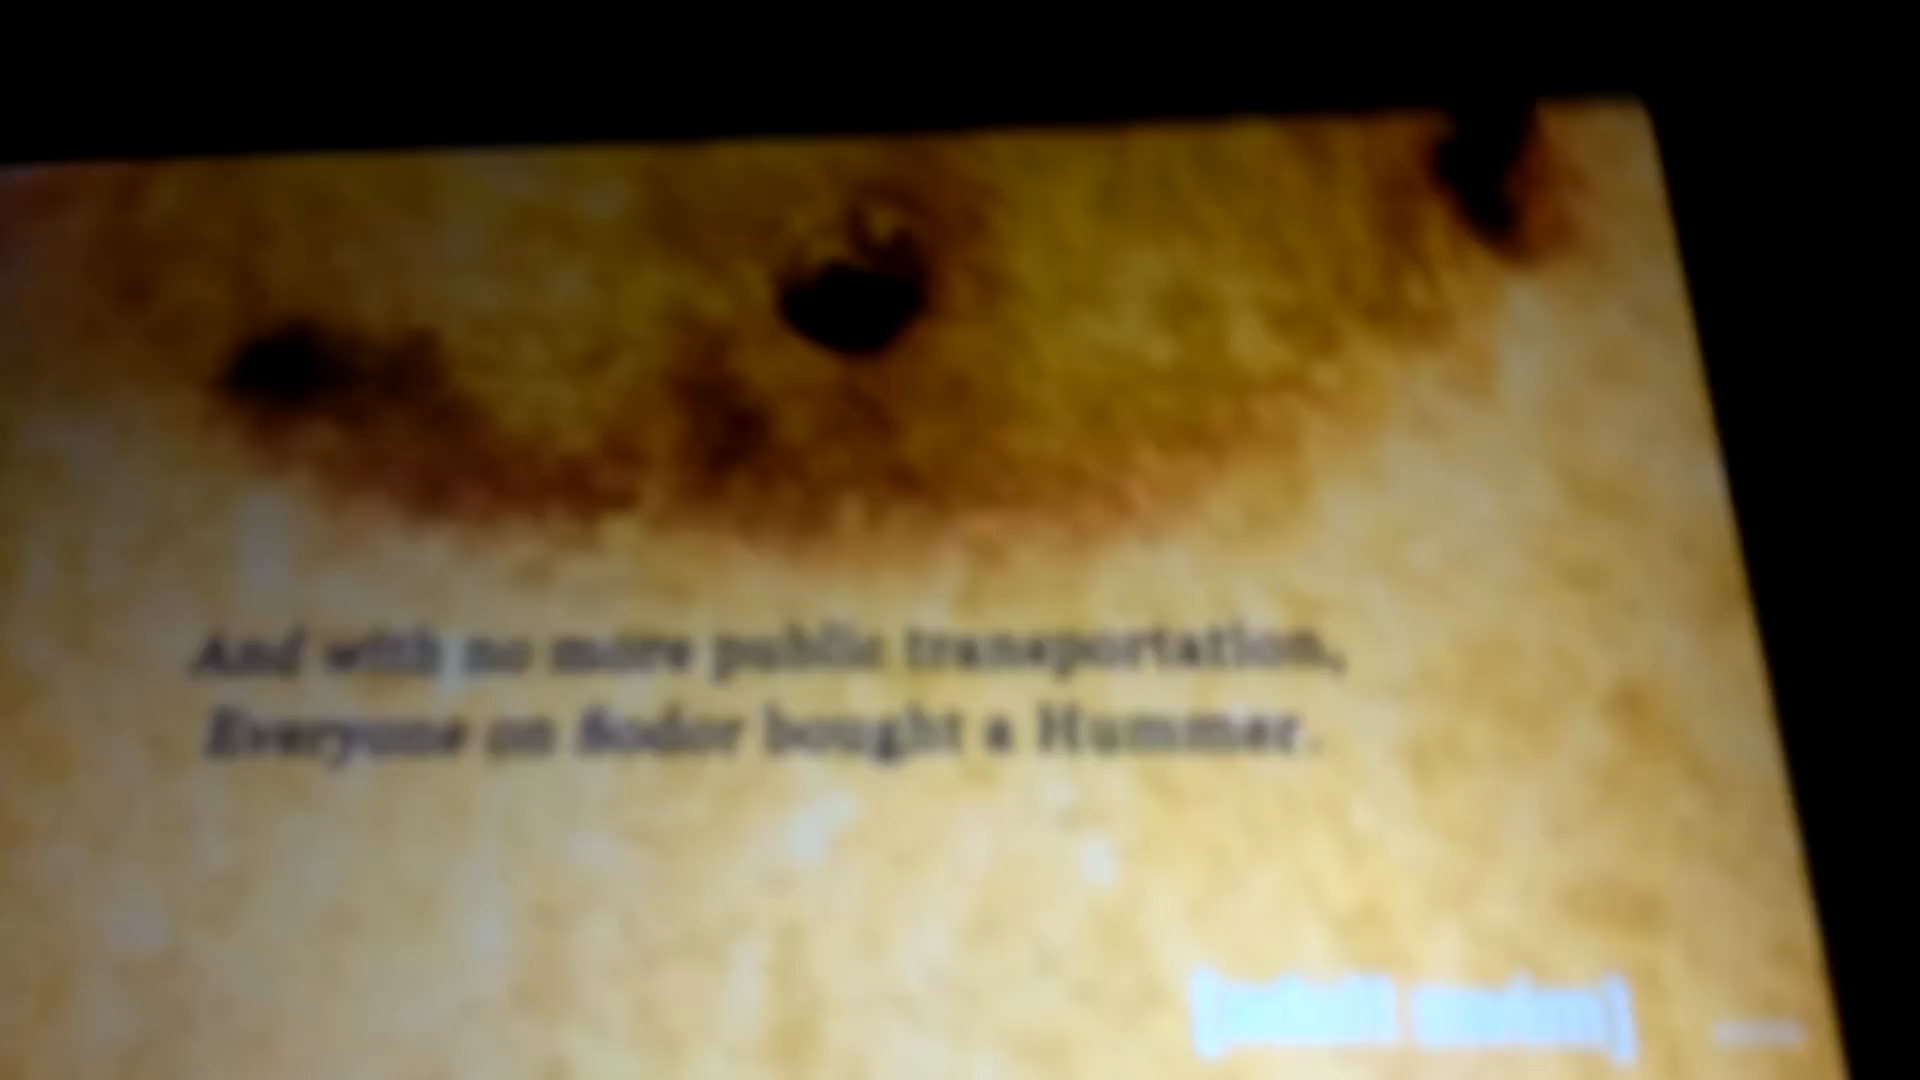 And with no more public transportation,
Everyone on Sodor bought a Hummer.